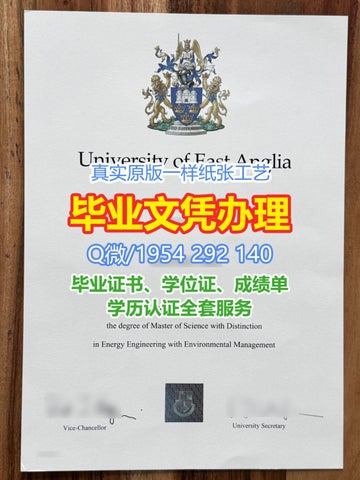 University of East Anglia
真实原版一样纸张工艺
毕业文凭办理
Q微/1954 292 140
毕业证书、学位证、成绩单
学历认证全套服务
the degree of Master of Science with Distinction
in Energy Engineering with Environmental Management
Vice-Chancellor
University Secretary